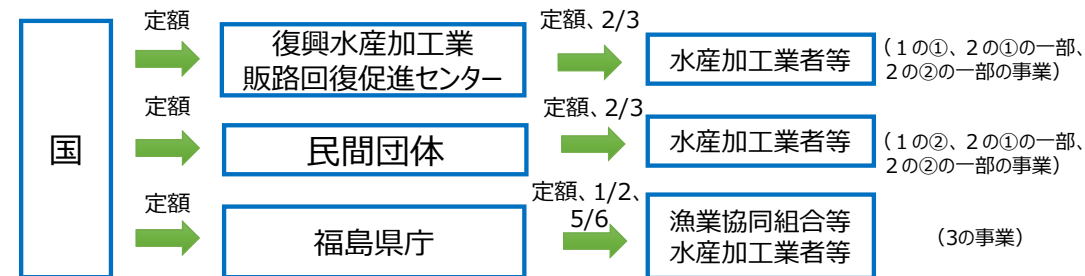 国
定額
復興水産加工業
販路回復促進センター
定額、2/3
水産加工業者等
(1の①、2の①の一部、
2の②の一部の事業)
定額
民間団体
定額、2/3
水産加工業者等
(1の②、2の①の一部、
2の②の一部の事業)
定額
福島県庁
定額、1/2、
5/6
漁業協同組合等
水産加工業者等
(3の事業)